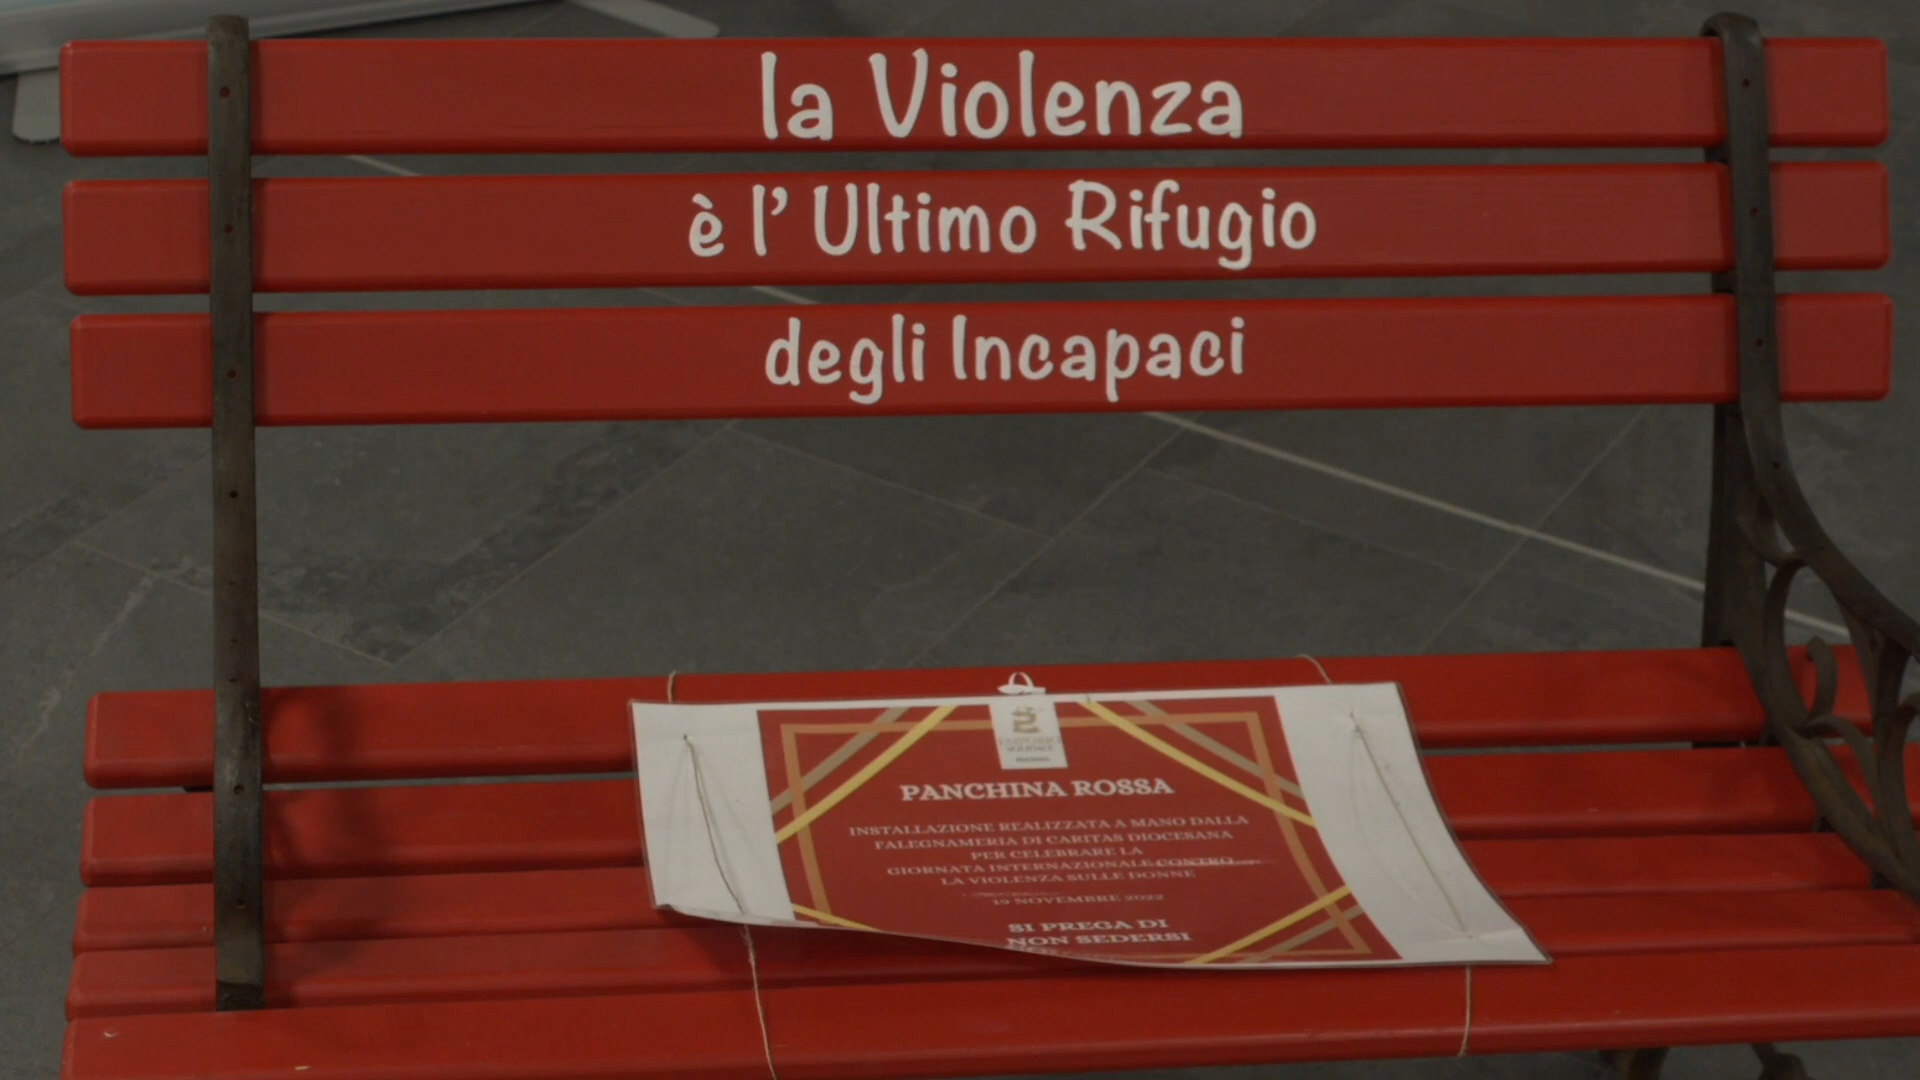 la Violenza
è l' Ultimo Rifugio
degli Incapaci
PANCHINA ROSSA
INSTALLAZIONE REALIZZATA A MANO DALLA
FALEGNAMERIA DI CARITAS DIOCESANA
PER CELEBRARE LA
GIORNATA INTERNAZIONALE CONTRO
LA VIOLENZA SULLE DONNE
19 NOVEMBRE 2022
SI PREGA DI
NON SEDERSI